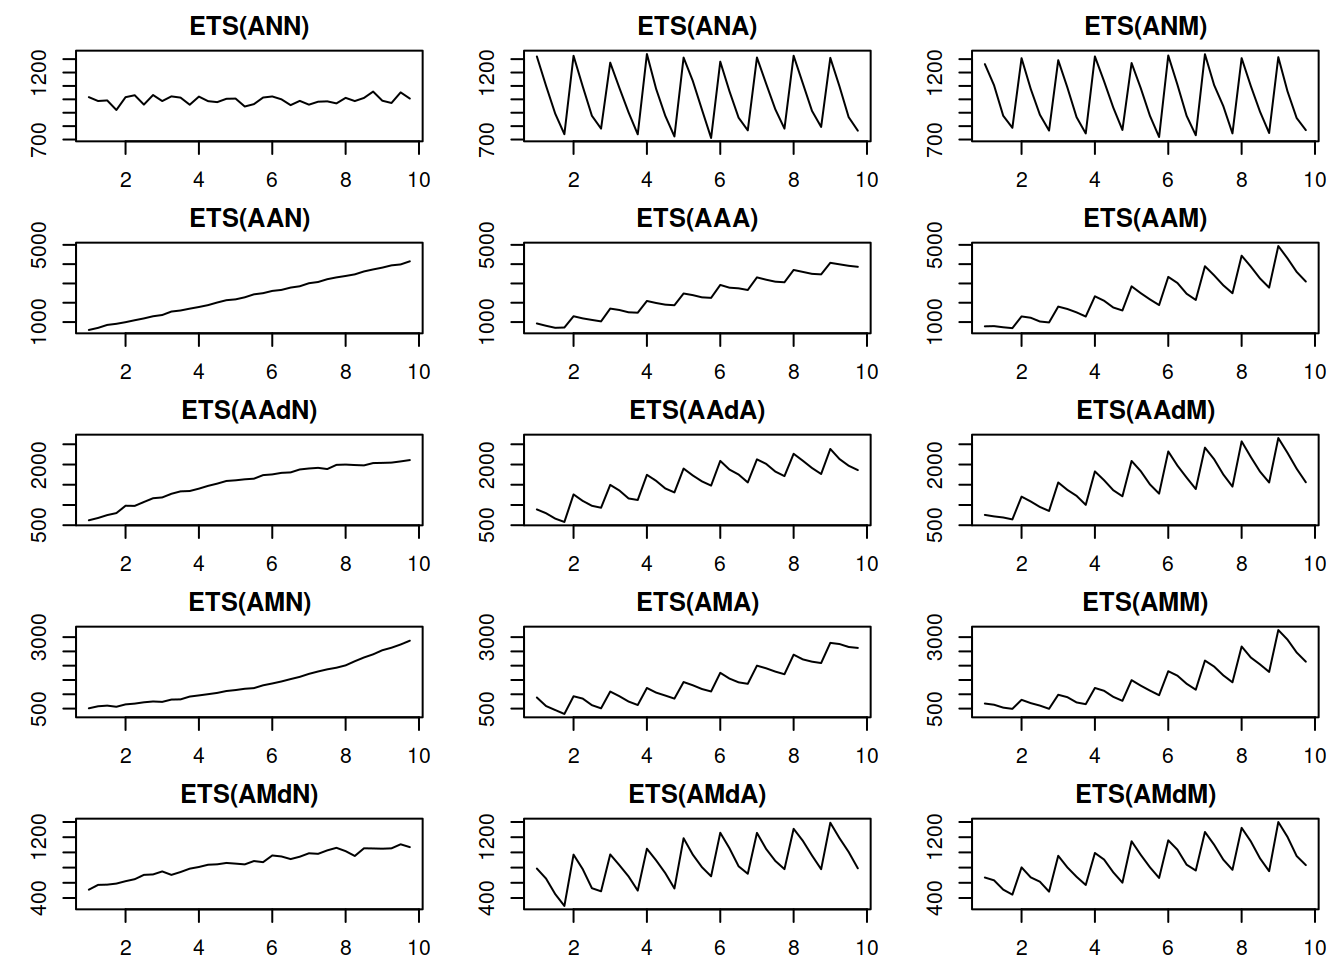 ETS(ANN) ETS(ANA) ETS(ANM)
1200 1200 1200
700 700 700
2 4 6 8 10 2 4 6 8 10 2 4 6 8 10
ETS(AAN) ETS(AAA) ETS(AAM)
5000 5000 5000
1000 1000 1000
2 4 6 8 10 2 4 6 8 10 2 4 6 8 10
ETS(AAdN) ETS(AAdA) ETS(AAdM)
2000 2000 2000
500 500 500
2 4 6 8 10 2 4 6 8 10 2 4 6 8 10
ETS(AMN) ETS(AMA) ETS(AMM)
3000 3000 3000
500 500 500
2 4 6 8 10 2 4 6 8 10 2 4 6 8 10
ETS(AMdN) ETS(AMdA) ETS(AMdM)
1200 1200 1200
400 400 400
2 4 6 8 10 2 4 6 8 10 2 4 6 8 10